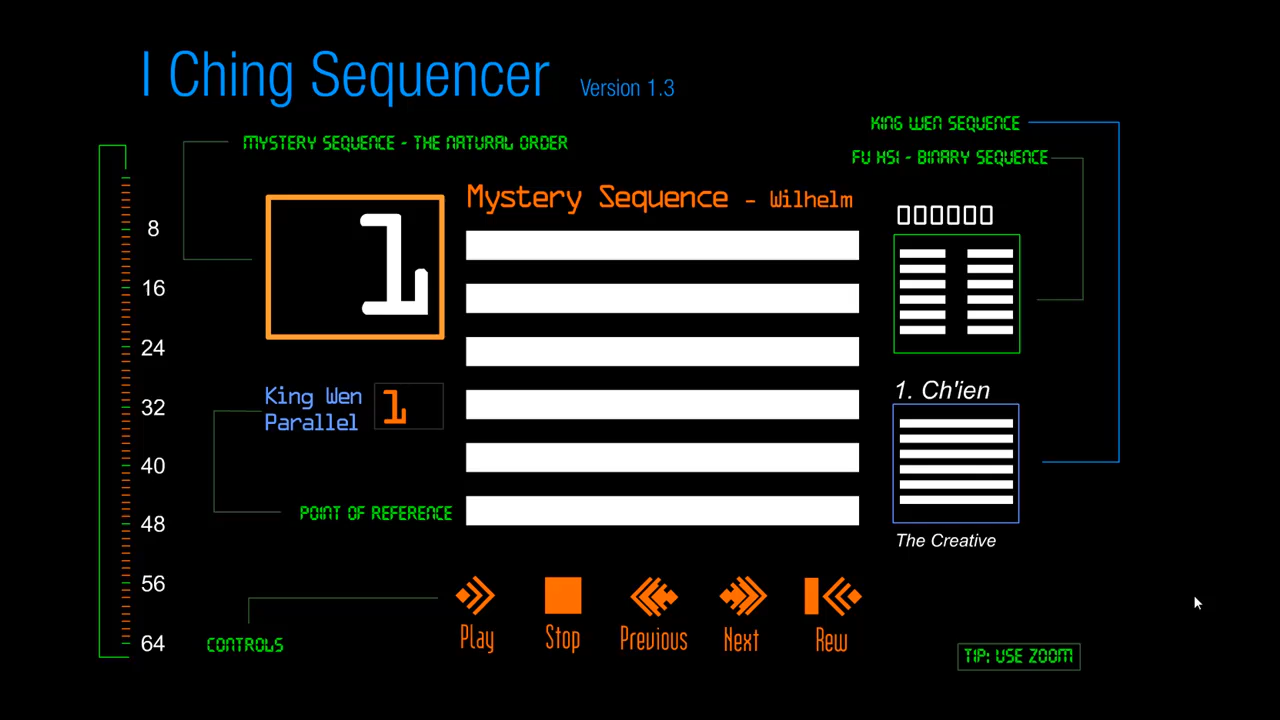 I Ching Sequencer Version 1.3
KING WEN SEQUENCE
MYSTERY SEQUENCE - THE NATURAL ORDER
FU HSI - BINARY SEQUENCE
Mystery Sequence - Wilhelm
000000
1
8
16
24
32
40
48
56
64
King Wen
Parallel
1
1. Ch'ien
POINT OF REFERENCE
The Creative
Play
Stop
Previous
Next
Rew
CONTROLS
TIP: USE ZOOM